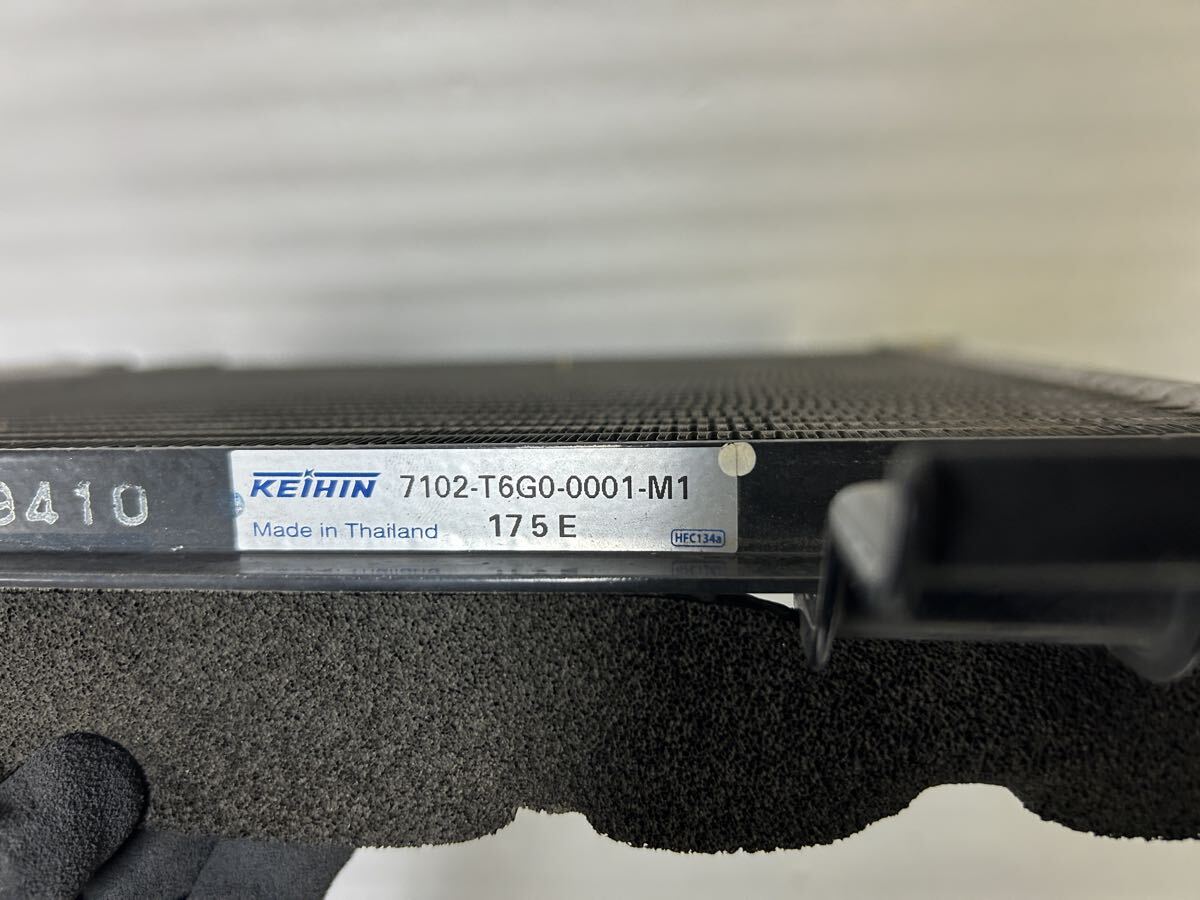 9410
KEIHIN 7102-T6G0-0001-M1
Made in Thailand 175E
HFC134a